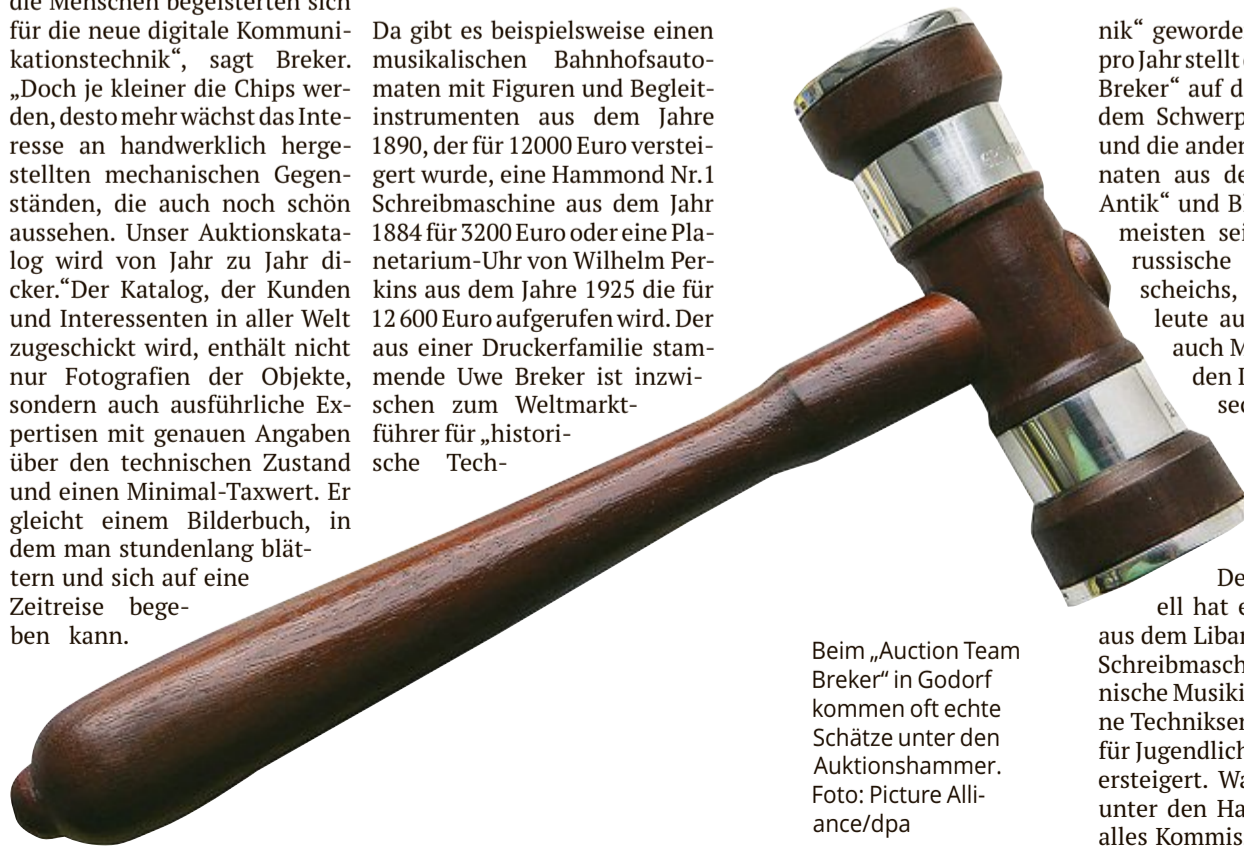 die Menschen begeisterten sich
für die neue digitale Kommuni-
kationstechnik“, sagt Breker.
„Doch je kleiner die Chips wer-
den, desto mehr wächst das Inte-
resse an handwerklich herge-
stellten mechanischen Gegen-
ständen, die auch noch schön
aussehen. Unser Auktionskata-
log wird von Jahr zu Jahr di-
cker.“Der Katalog, der Kunden
und Interessenten in aller Welt
zugeschickt wird, enthält nicht
nur Fotografien der Objekte,
sondern auch ausführliche Ex-
pertisen mit genauen Angaben
über den technischen Zustand
und einen Minimal-Taxwert. Er
gleicht einem Bilderbuch, in
dem man stundenlang blät-
tern und sich auf eine
Zeitreise bege-
ben kann.
Da gibt es beispielsweise einen
musikalischen Bahnhofsauto-
maten mit Figuren und Begleit-
instrumenten aus dem Jahre
1890, der für 12000 Euro verstei-
gert wurde, eine Hammond Nr.1
Schreibmaschine aus dem Jahr
1884 für 3200 Euro oder eine Pla-
netarium-Uhr von Wilhelm Per-
kins aus dem Jahre 1925 die für
12 600 Euro aufgerufen wird. Der
aus einer Druckerfamilie stam-
mende Uwe Breker ist inzwi-
schen zum Weltmarkt-
führer für „histori-
sche Tech-
Beim „Auction Team
Breker“ in Godorf
kommen oft echte
Schätze unter den
Auktionshammer.
Foto: Picture Alli-
ance/dpa
nik“ geworde
pro Jahr stellt
Breker“ auf d
dem Schwerp
und die ander
naten aus de
Antik“ und B
meisten sei
russische
scheichs,
leute au
auch M
den
De
ell hat e
aus dem Liba
Schreibmasch
nische Musiki
ne Technikser
für Jugendlich
ersteigert. Wa
unter den Ha
alles Kommis